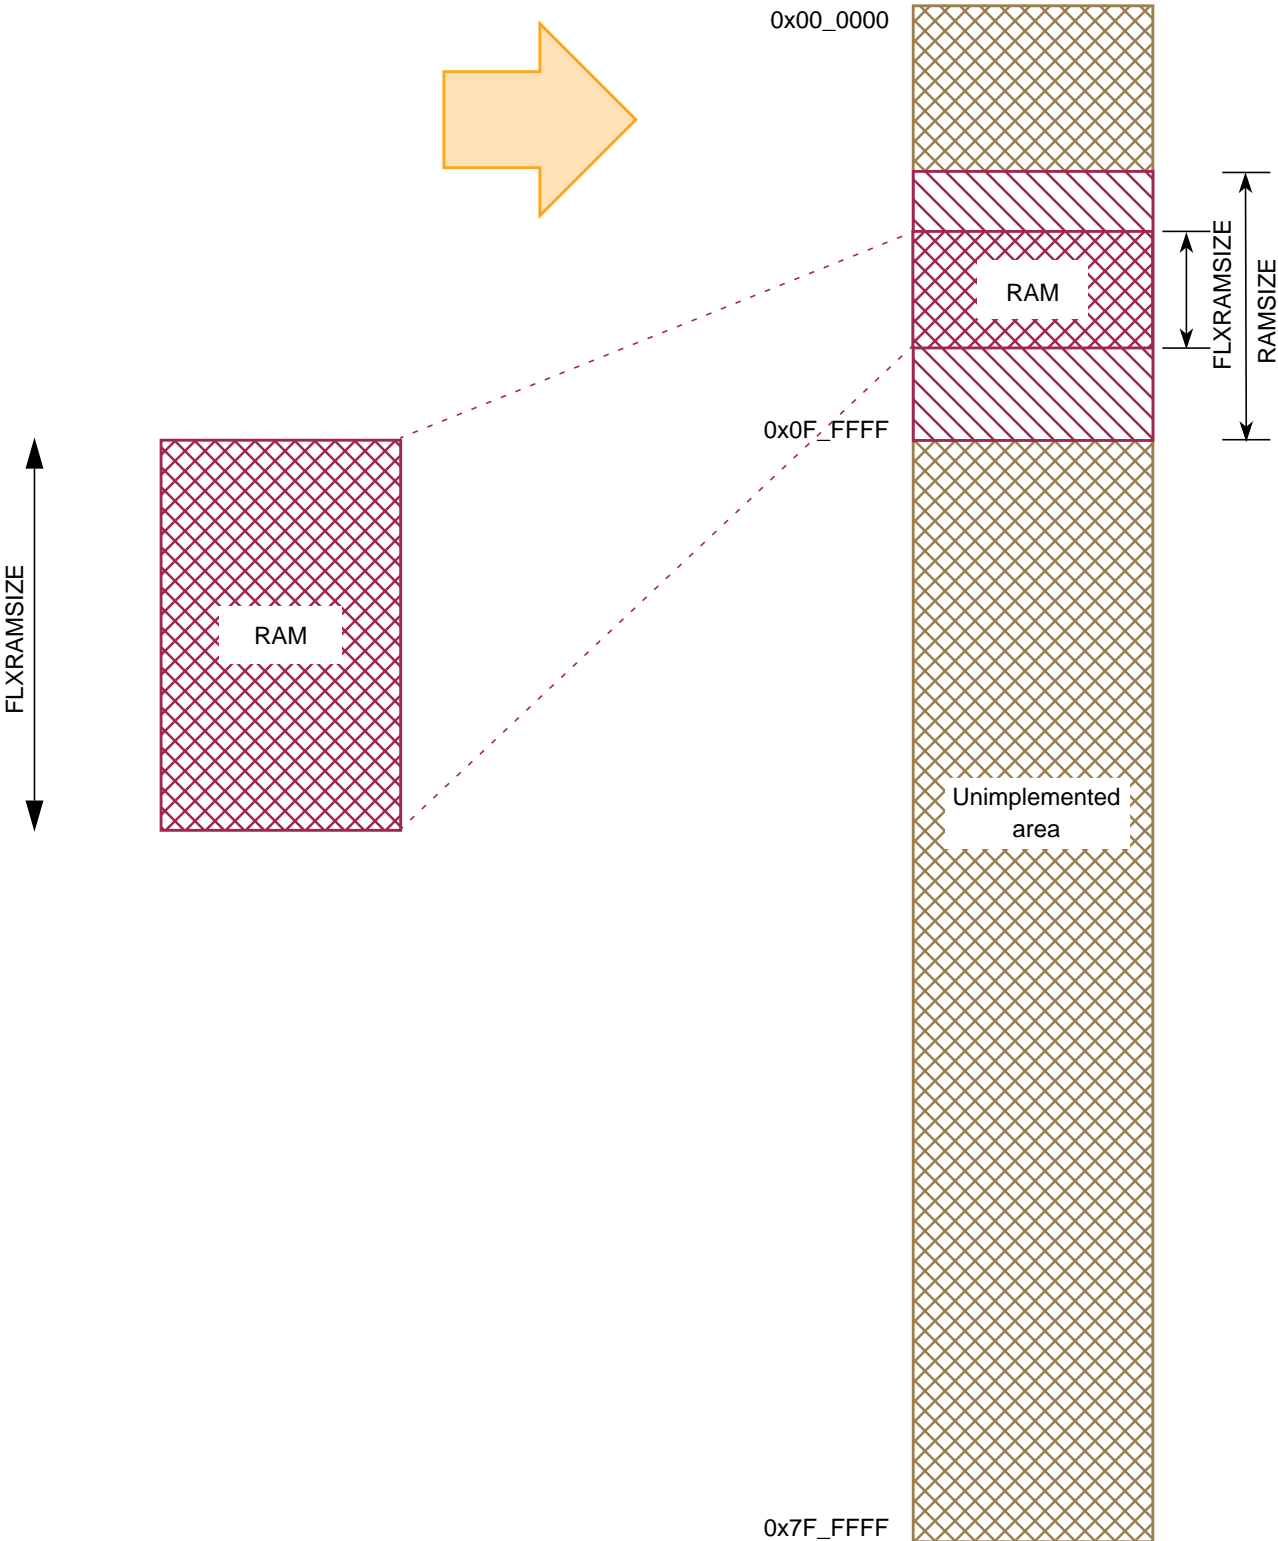 0x00_0000
RAM
FLXRAMSIZE
RAMSIZE
0x0F_FFFF
FLXRAMSIZE
RAM
Unimplemented
area
0x7F_FFFF